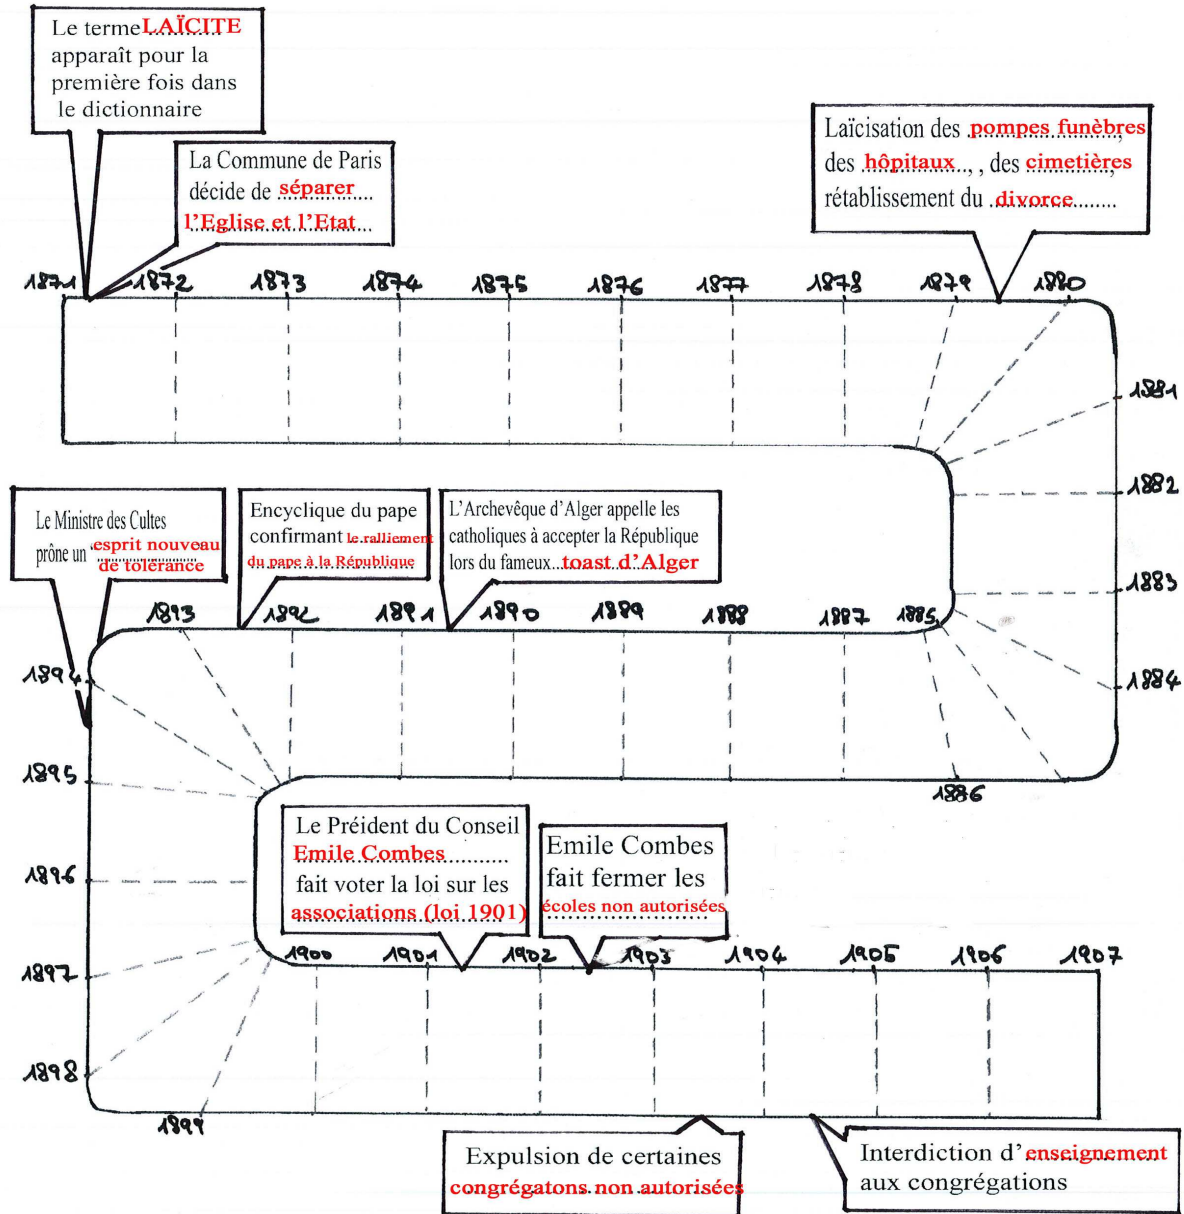 Le terme LAÏCITE
apparaît pour la
première fois dans
le dictionnaire
La Commune de Paris
décide de séparer
l'Eglise et l'Etat
Laïcisation des pompes funèbres,
des hôpitaux, , des cimetières,
rétablissement du divorce
1871 1872 1873 1874 1875 1876 1877 1878 1879 1880
1881
1882
1883
1884
Le Ministre des Cultes
prône un "esprit nouveau
de tolérance
Encyclique du pape
confirmant le ralliement
du pape à la République
L'Archevêque d'Alger appelle les
catholiques à accepter la République
lors du fameux toast d'Alger
1893 1892 1891 1890 1889 1888 1887 1885
1886
1894
1895
1896
1897
1898
1899
Le Préident du Conseil
Emile Combes
fait voter la loi sur les
associations (loi 1901)
Emile Combes
fait fermer les
écoles non autorisées
1900 1901 1902 1903 1904 1905 1906 1907
Expulsion de certaines
congrégatons non autorisées
Interdiction d'enseignement
aux congrégations